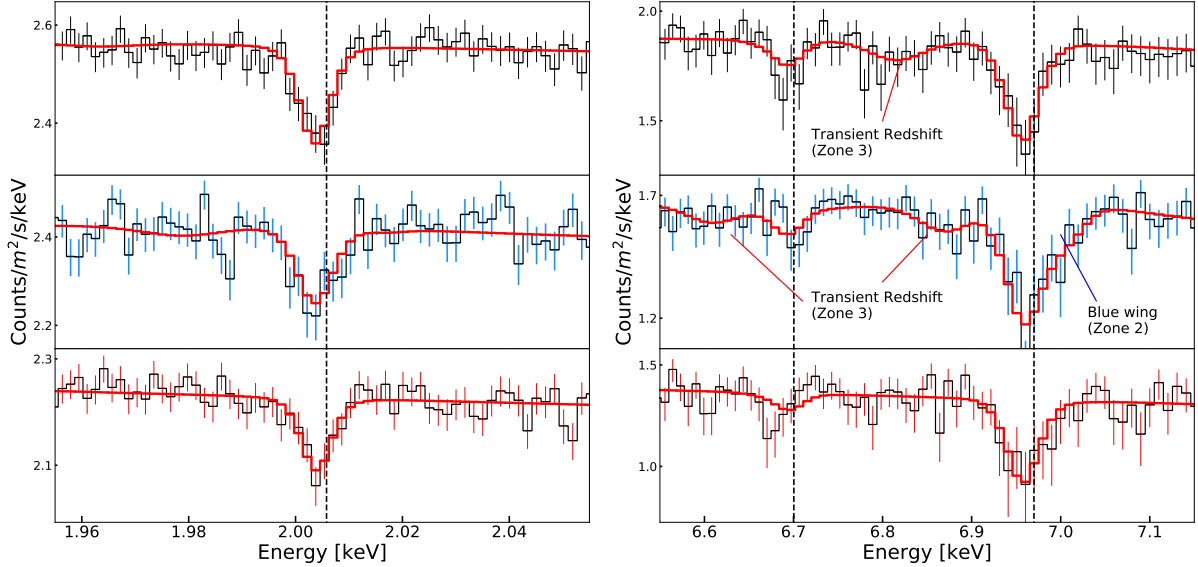 2.6
2.4
Counts/m²/s/keV
2.4
2.2
2.3
2.1
1.96
1.98
2.00
2.02
2.04
Energy [keV]
2.0
1.5
Transient Redshift
(Zone 3)
Counts/m²/s/keV
1.7
1.2
Transient Redshift
(Zone 3)
Blue wing
(Zone 2)
1.5
1.0
6.6
6.7
6.8
6.9
7.0
7.1
Energy [keV]